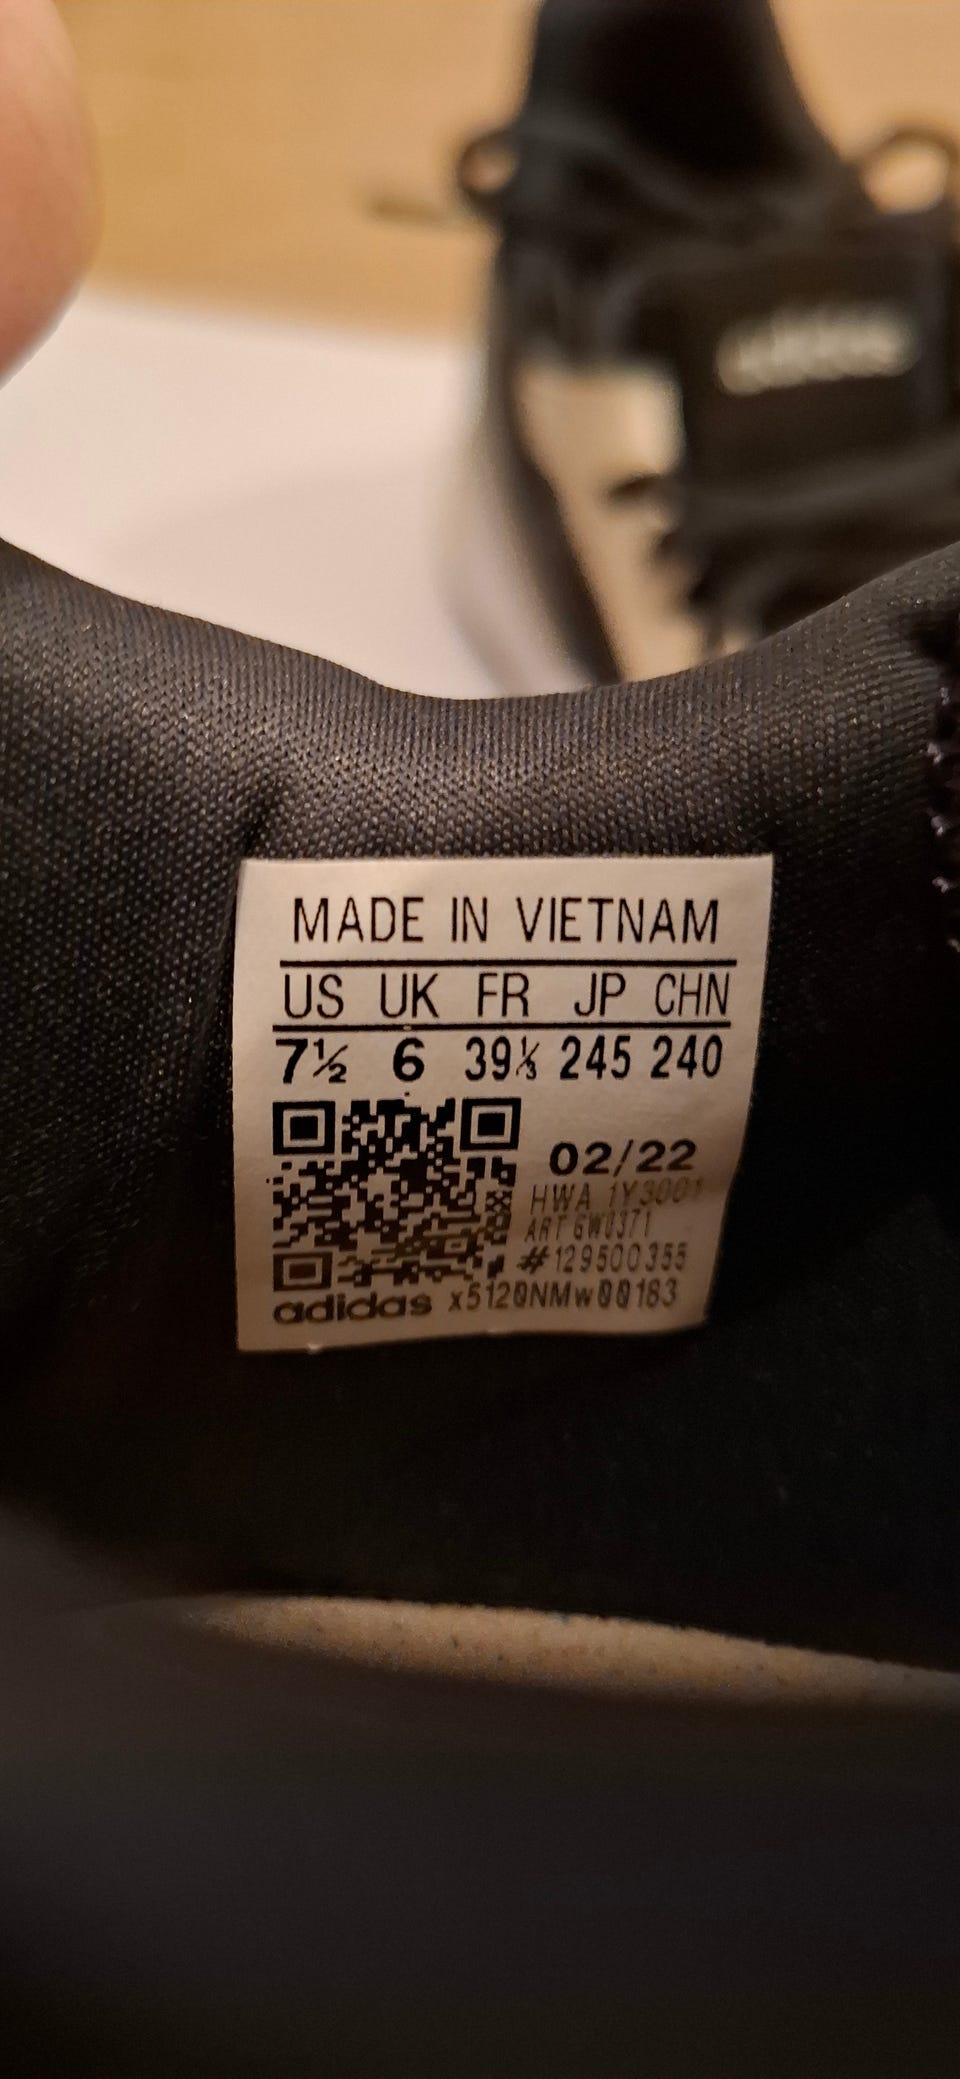 adidas
MADE IN VIETNAM
US UK FR JP CHN
7½ 6 39⅓ 245 240
02/22
HWA 1Y3001
ART GW0371
#129500355
adidas x5120NMw00183